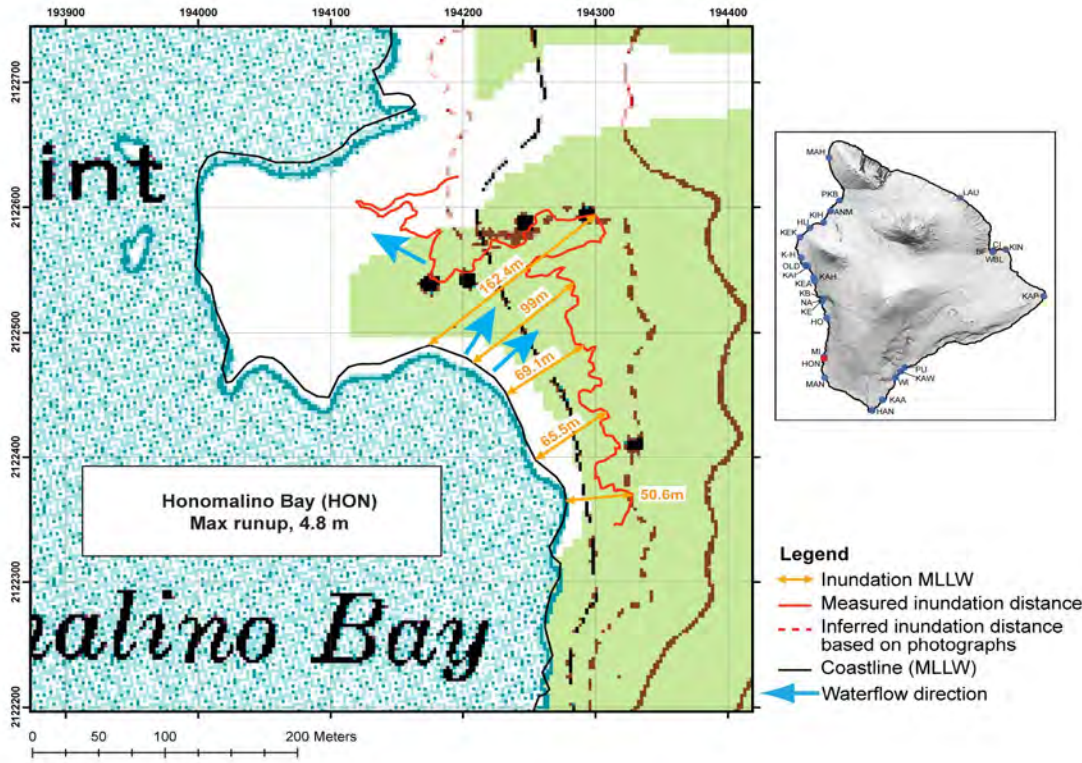 193900 194000 194100 194200 194300 194400
2122700
2122600
2122500
2122400
2122300
2122200
int
162.4m
99m
69.1m
65.5m
50.6m
Honomalino Bay (HON)
Max runup, 4.8 m
nalino Bay
0 50 100 200 Meters
MAH
PKB
LAU
KIH ANM
HU
KEK
K-H
OLD
KAI KAH
KEA
KB
NA
KE
HO
CI
KIN
WBL
KAP
MI
HON
MAN
PU
KAW
WI
KAA
HAN
Legend
Inundation MLLW
Measured inundation distance
Inferred inundation distance
based on photographs
Coastline (MLLW)
Waterflow direction